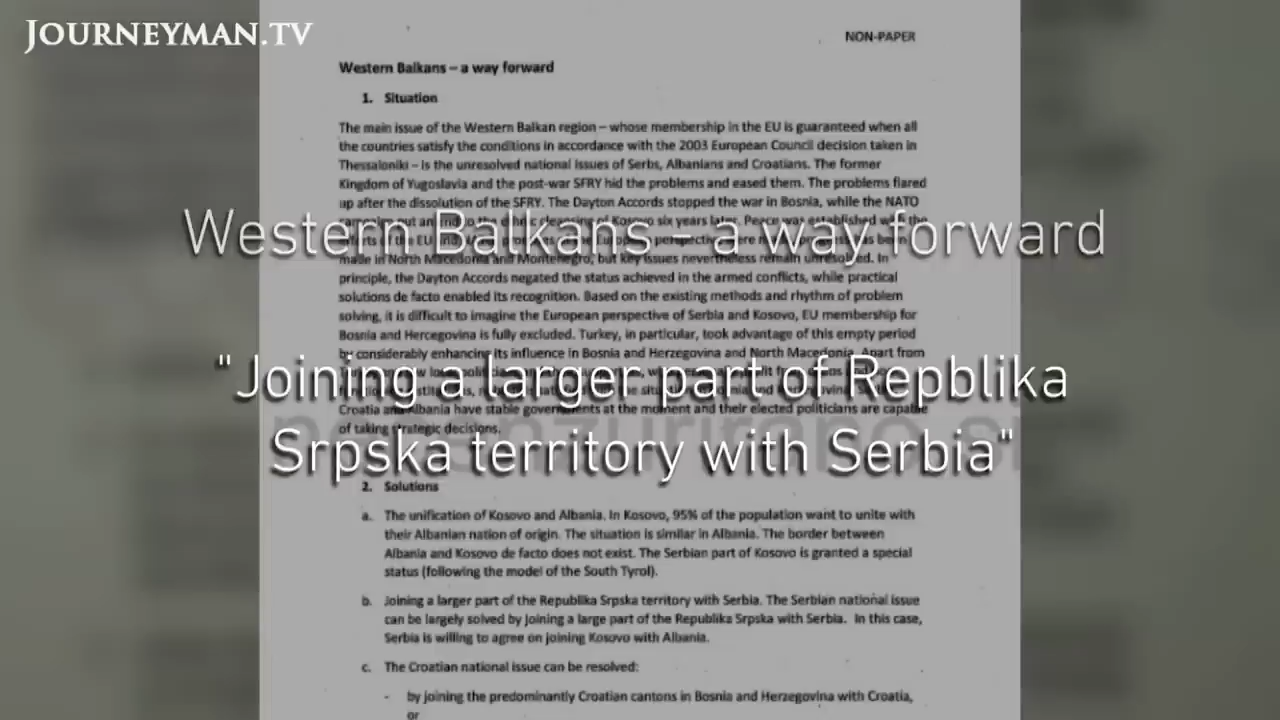 JOURNEYMAN.TV
NON-PAPER
Western Balkans – a way forward
1. Situation
The main issue of the Western Balkan region – whose membership in the EU is guaranteed when all
the countries satisfy the conditions in accordance with the 2003 European Council decision taken in
Thessaloniki – is the unresolved national issues of Serbs, Albanians and Croatians. The former
Kingdom of Yugoslavia and the post-war SFRY hid the problems and eased them. The problems flared
up after the dissolution of the SFRY. The Dayton Accords stopped the war in Bosnia, while the NATO
Western Balkans – a way forward
made in North Macedonia and Montenegro, but key issues nevertheless remain unresolved. In
principle, the Dayton Accords negated the status achieved in the armed conflicts, while practical
solutions de facto enabled its recognition. Based on the existing methods and rhythm of problem
solving, it is difficult to imagine the European perspective of Serbia and Kosovo, EU membership for
Bosnia and Hercegovina is fully excluded. Turkey, in particular, took advantage of this empty period
by considerably enhancing its influence in Bosnia and Herzegovina and North Macedonia. Apart from
"Joining a larger part of Repblika
Croatia and Albania have stable governments at the moment and their elected politicians are capable
of taking strategic decisions.
Srpska territory with Serbia"
2. Solutions
a. The unification of Kosovo and Albania. In Kosovo, 95% of the population want to unite with
their Albanian nation of origin. The situation is similar in Albania. The border between
Albania and Kosovo de facto does not exist. The Serbian part of Kosovo is granted a special
status (following the model of the South Tyrol).
b. Joining a larger part of the Republika Srpska territory with Serbia. The Serbian national issue
can be largely solved by joining a large part of the Republika Srpska with Serbia. In this case,
Serbia is willing to agree on joining Kosovo with Albania.
c. The Croatian national issue can be resolved:
- by joining the predominantly Croatian cantons in Bosnia and Herzegovina with Croatia,
or